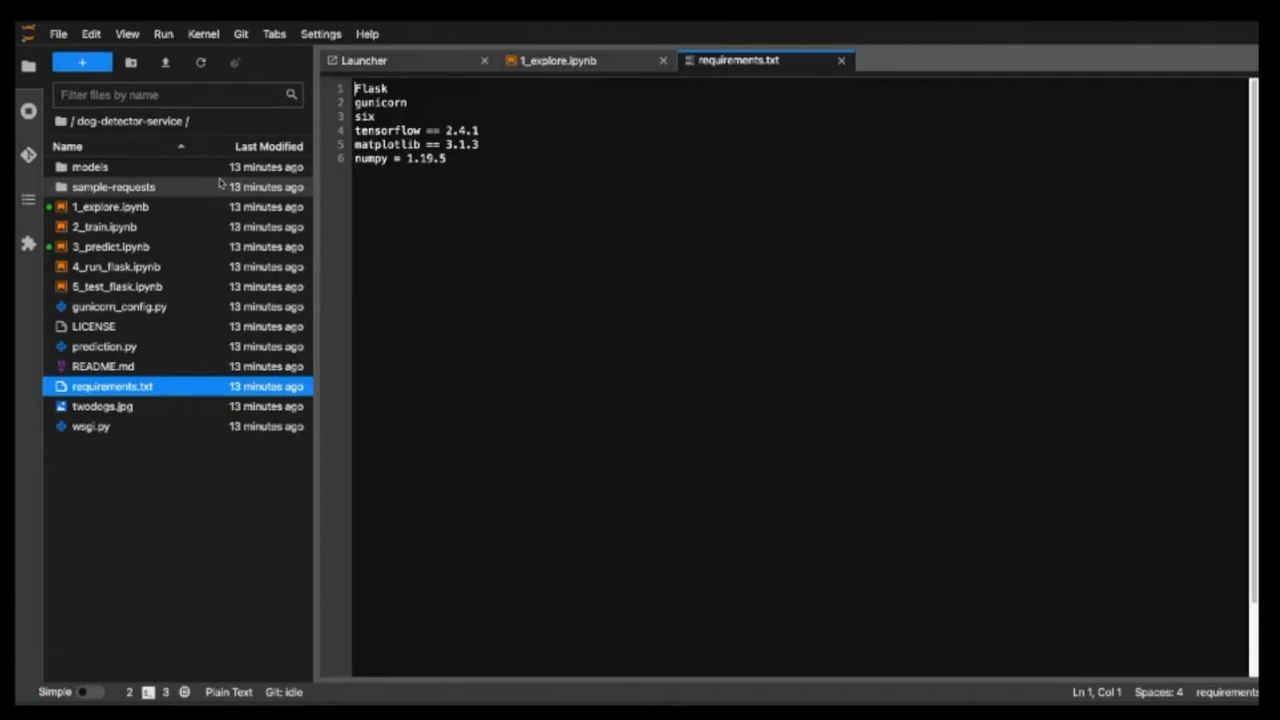 File Edit View Run Kernel Git Tabs Settings Help
+
Filter files by name
/ dog-detector-service /
Name Last Modified
models 13 minutes ago
sample-requests 13 minutes ago
1_explore.ipynb 13 minutes ago
2_train.ipynb 13 minutes ago
3_predict.ipynb 13 minutes ago
4_run_flask.ipynb 13 minutes ago
5_test_flask.ipynb 13 minutes ago
gunicorn_config.py 13 minutes ago
LICENSE 13 minutes ago
prediction.py 13 minutes ago
README.md 13 minutes ago
requirements.txt 13 minutes ago
twodogs.jpg 13 minutes ago
wsgi.py 13 minutes ago
Launcher 1_explore.ipynb requirements.txt
1 Flask
2 gunicorn
3 six
4 tensorflow == 2.4.1
5 matplotlib == 3.1.3
6 numpy = 1.19.5
Simple 2 3 Plain Text Git: idle Ln 1, Col 1 Spaces: 4 requirements